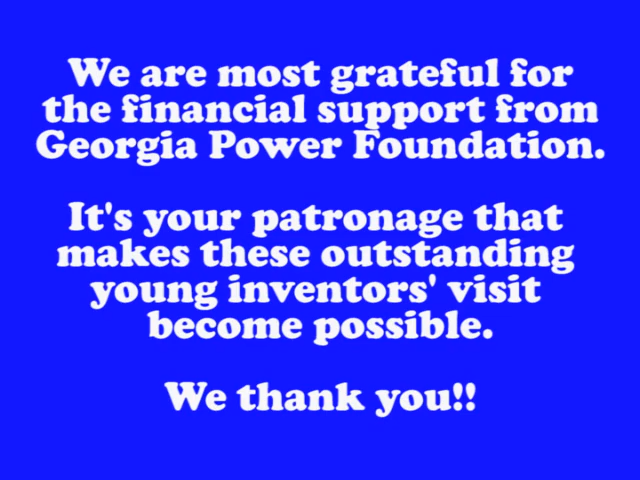 We are most grateful for
the financial support from
Georgia Power Foundation.
It's your patronage that
makes these outstanding
young inventors' visit
become possible.
We thank you!!